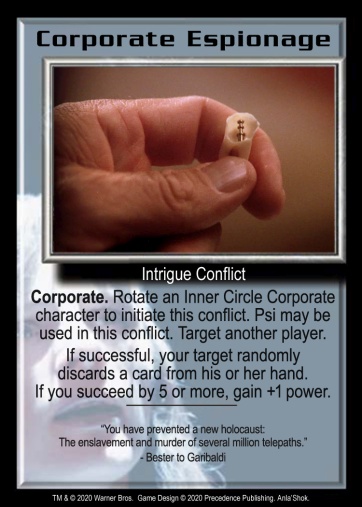 Corporate Espionage
Intrigue Conflict
Corporate. Rotate an Inner Circle Corporate
character to initiate this conflict. Psi may be
used in this conflict. Target another player.
If successful, your target randomly
discards a card from his or her hand.
If you succeed by 5 or more, gain +1 power.
"You have prevented a new holocaust:
The enslavement and murder of several million telepaths."
- Bester to Garibaldi
TM & © 2020 Warner Bros. Game Design © 2020 Precedence Publishing. Anla'Shok.